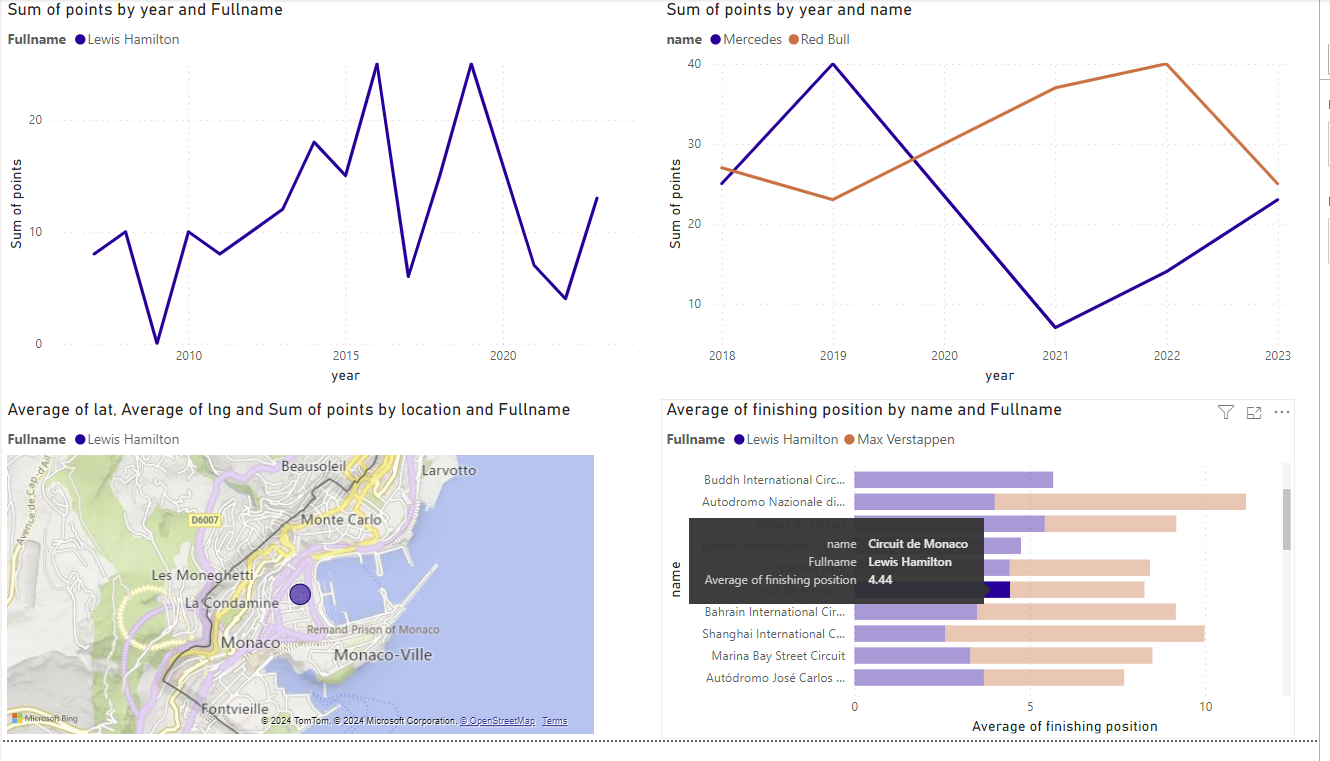 Sum of points by year and Fullname
Fullname Lewis Hamilton
20
10
0
Sum of points
2010 2015 2020
year
Sum of points by year and name
name Mercedes Red Bull
40
30
20
10
Sum of points
2018 2019 2020 2021 2022 2023
year
Average of lat, Average of lng and Sum of points by location and Fullname
Fullname Lewis Hamilton
Beausoleil
Larvotto
Avenue de Cap-d'Ail
D6007
Monte Carlo
Les Moneghetti
La Condamine
Remand Prison of Monaco
Monaco
Monaco-Ville
Fontvieille
Microsoft Bing
© 2024 TomTom, © 2024 Microsoft Corporation, © OpenStreetMap Terms
Average of finishing position by name and Fullname
Fullname Lewis Hamilton Max Verstappen
name
Buddh International Circ...
Autodromo Nazionale di...
name Circuit de Monaco
Fullname Lewis Hamilton
Average of finishing position 4.44
Bahrain International Cir...
Shanghai International C...
Marina Bay Street Circuit
Autódromo José Carlos ...
0 5 10
Average of finishing position